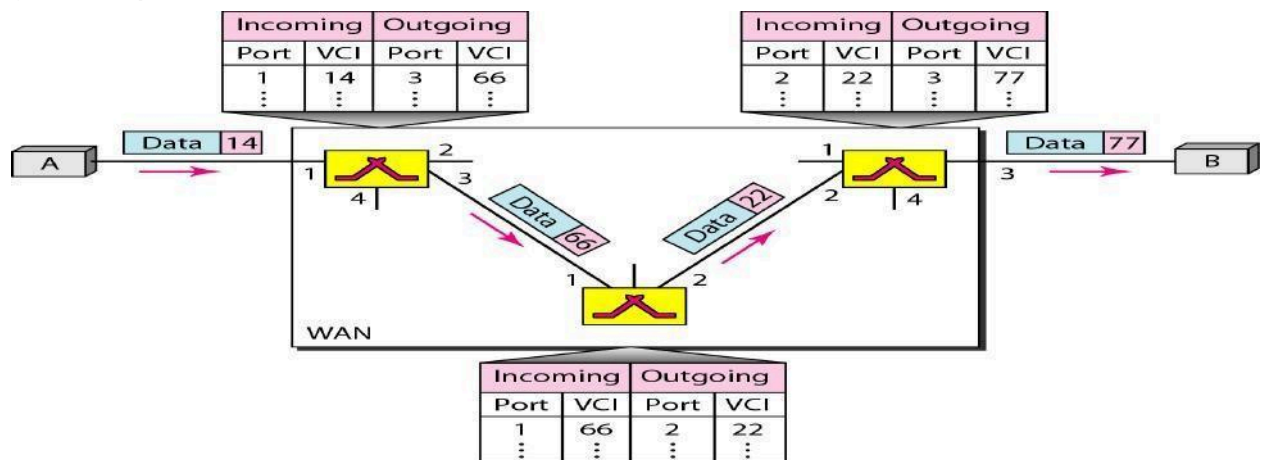 Incoming Outgoing
Port VCI Port VCI
1 14 3 66
⋮ ⋮ ⋮ ⋮
Incoming Outgoing
Port VCI Port VCI
2 22 3 77
⋮ ⋮ ⋮ ⋮
A
Data 14
1
2
3
4
Data 66
1
2
Data 22
1
2
3
4
Data 77
B
WAN
Incoming Outgoing
Port VCI Port VCI
1 66 2 22
⋮ ⋮ ⋮ ⋮